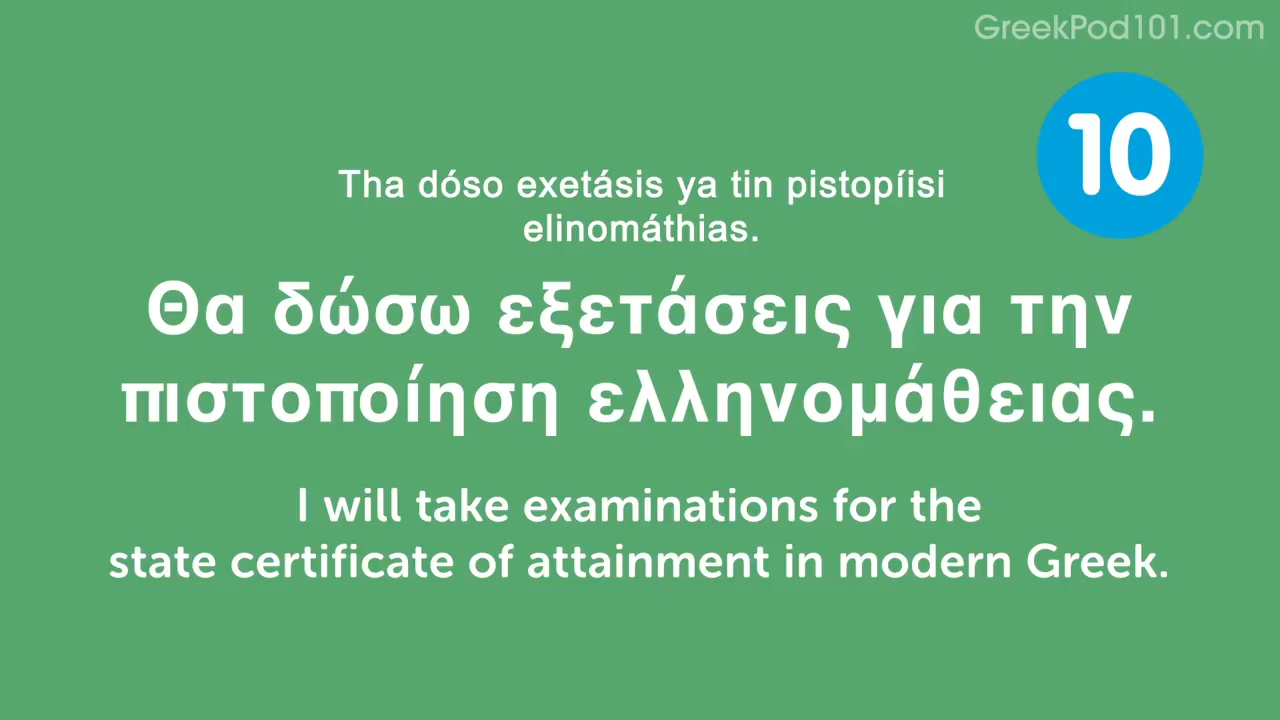 GreekPod101.com
10
Tha dóso exetásis ya tin pistopíisi
elinomáthias.
Θα δώσω εξετάσεις για την
πιστοποίηση ελληνομάθειας.
I will take examinations for the
state certificate of attainment in modern Greek.